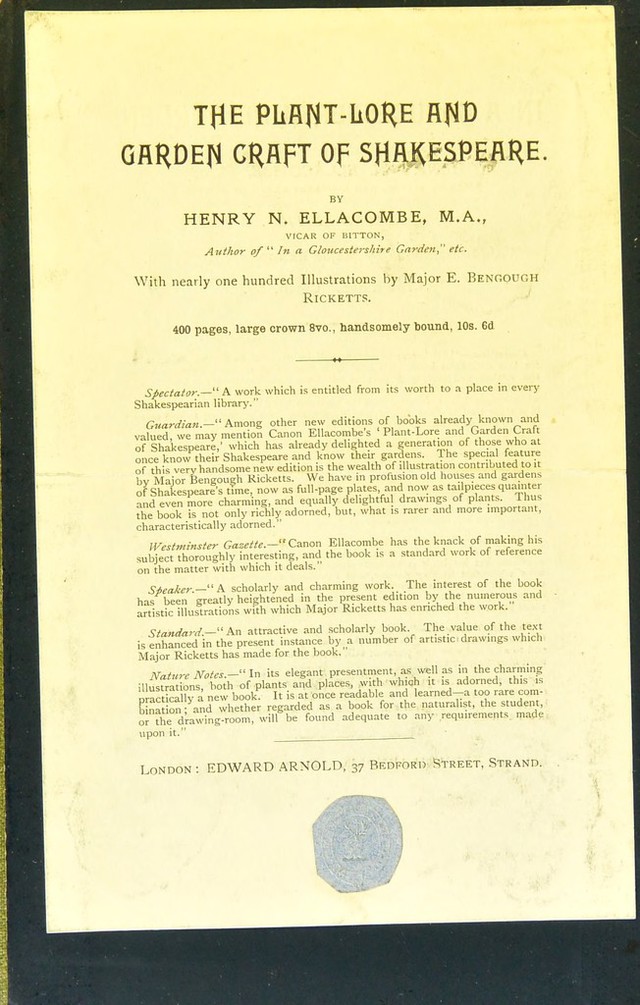 THE PLANT-LORE AND
GARDEN CRAFT OF SHAKESPEARE.
BY
HENRY N. ELLACOMBE, M.A.,
VICAR OF BITTON,
Author of "In a Gloucestershire Garden," etc.
With nearly one hundred Illustrations by Major E. BENGOUGH
RICKETTS.
400 pages, large crown 8vo., handsomely bound, 10s. 6d
Spectator.—"A work which is entitled from its worth to a place in every
Shakespearian library."
Guardian.—"Among other new editions of books already known and
valued, we may mention Canon Ellacombe's 'Plant-Lore and Garden Craft
of Shakespeare,' which has already delighted a generation of those who at
once know their Shakespeare and know their gardens. The special feature
of this very handsome new edition is the wealth of illustration contributed to it
by Major Bengough Ricketts. We have in profusion old houses and gardens
of Shakespeare's time, now as full-page plates, and now as tailpieces quainter
and even more charming, and equally delightful drawings of plants. Thus
the book is not only richly adorned, but, what is rarer and more important,
characteristically adorned."
Westminster Gazette.—"Canon Ellacombe has the knack of making his
subject thoroughly interesting, and the book is a standard work of reference
on the matter with which it deals."
Speaker.—"A scholarly and charming work. The interest of the book
has been greatly heightened in the present edition by the numerous and
artistic illustrations with which Major Ricketts has enriched the work."
Standard.—"An attractive and scholarly book. The value of the text
is enhanced in the present instance by a number of artistic drawings which
Major Ricketts has made for the book."
Nature Notes.—"In its elegant presentment, as well as in the charming
illustrations, both of plants and places, with which it is adorned, this is
practically a new book. It is at once readable and learned—a too rare com-
bination; and whether regarded as a book for the naturalist, the student,
or the drawing-room, will be found adequate to any requirements made
upon it."
LONDON: EDWARD ARNOLD, 37 BEDFORD STREET, STRAND.